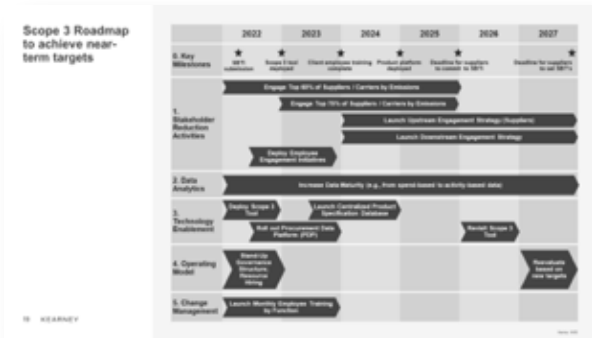 Scope 3 Roadmap
to achieve near-
term targets
2022 2023 2024 2025 2026 2027
0. Key
Milestones
SBTi
submission
Scope 3 tool
deployed
Client employee training
complete
Product platform
deployed
Deadline for suppliers
to commit to SBTi
Deadline for suppliers
to set SBTs
1.
Stakeholder
Reduction
Activities
Engage Top 80% of Suppliers / Carriers by Emissions
Engage Top 70% of Suppliers / Carriers by Emissions
Launch Upstream Engagement Strategy (Suppliers)
Launch Downstream Engagement Strategy
Deploy Employee
Engagement Initiatives
2. Data
Analytics
Increase Data Maturity (e.g., from spend-based to activity-based data)
3.
Technology
Enablement
Deploy Scope 3
Tool
Launch Centralized Product
Specification Database
Roll out Procurement Data
Platform (PDP)
Revisit Scope 3
Tool
4. Operating
Model
Stand-Up
Governance
Structure,
Resource
Hiring
Reevaluate
based on
new targets
5. Change
Management
Launch Monthly Employee Training
by Function
KEARNEY